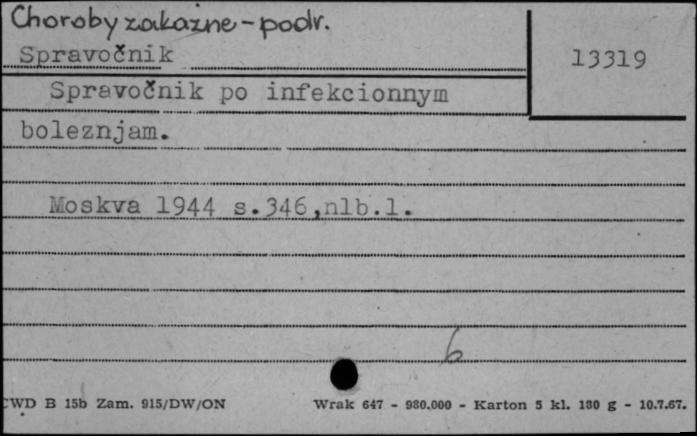 Choroby zakaźne - podr.
Spravočnik
13319
Spravočnik po infekcionnym
boleznjam.
Moskva 1944 s.346,nlb.1.
6
CWD B 15b Zam. 915/DW/ON
Wrak 647 - 980.000 - Karton 5 kl. 180 g - 10.7.67.